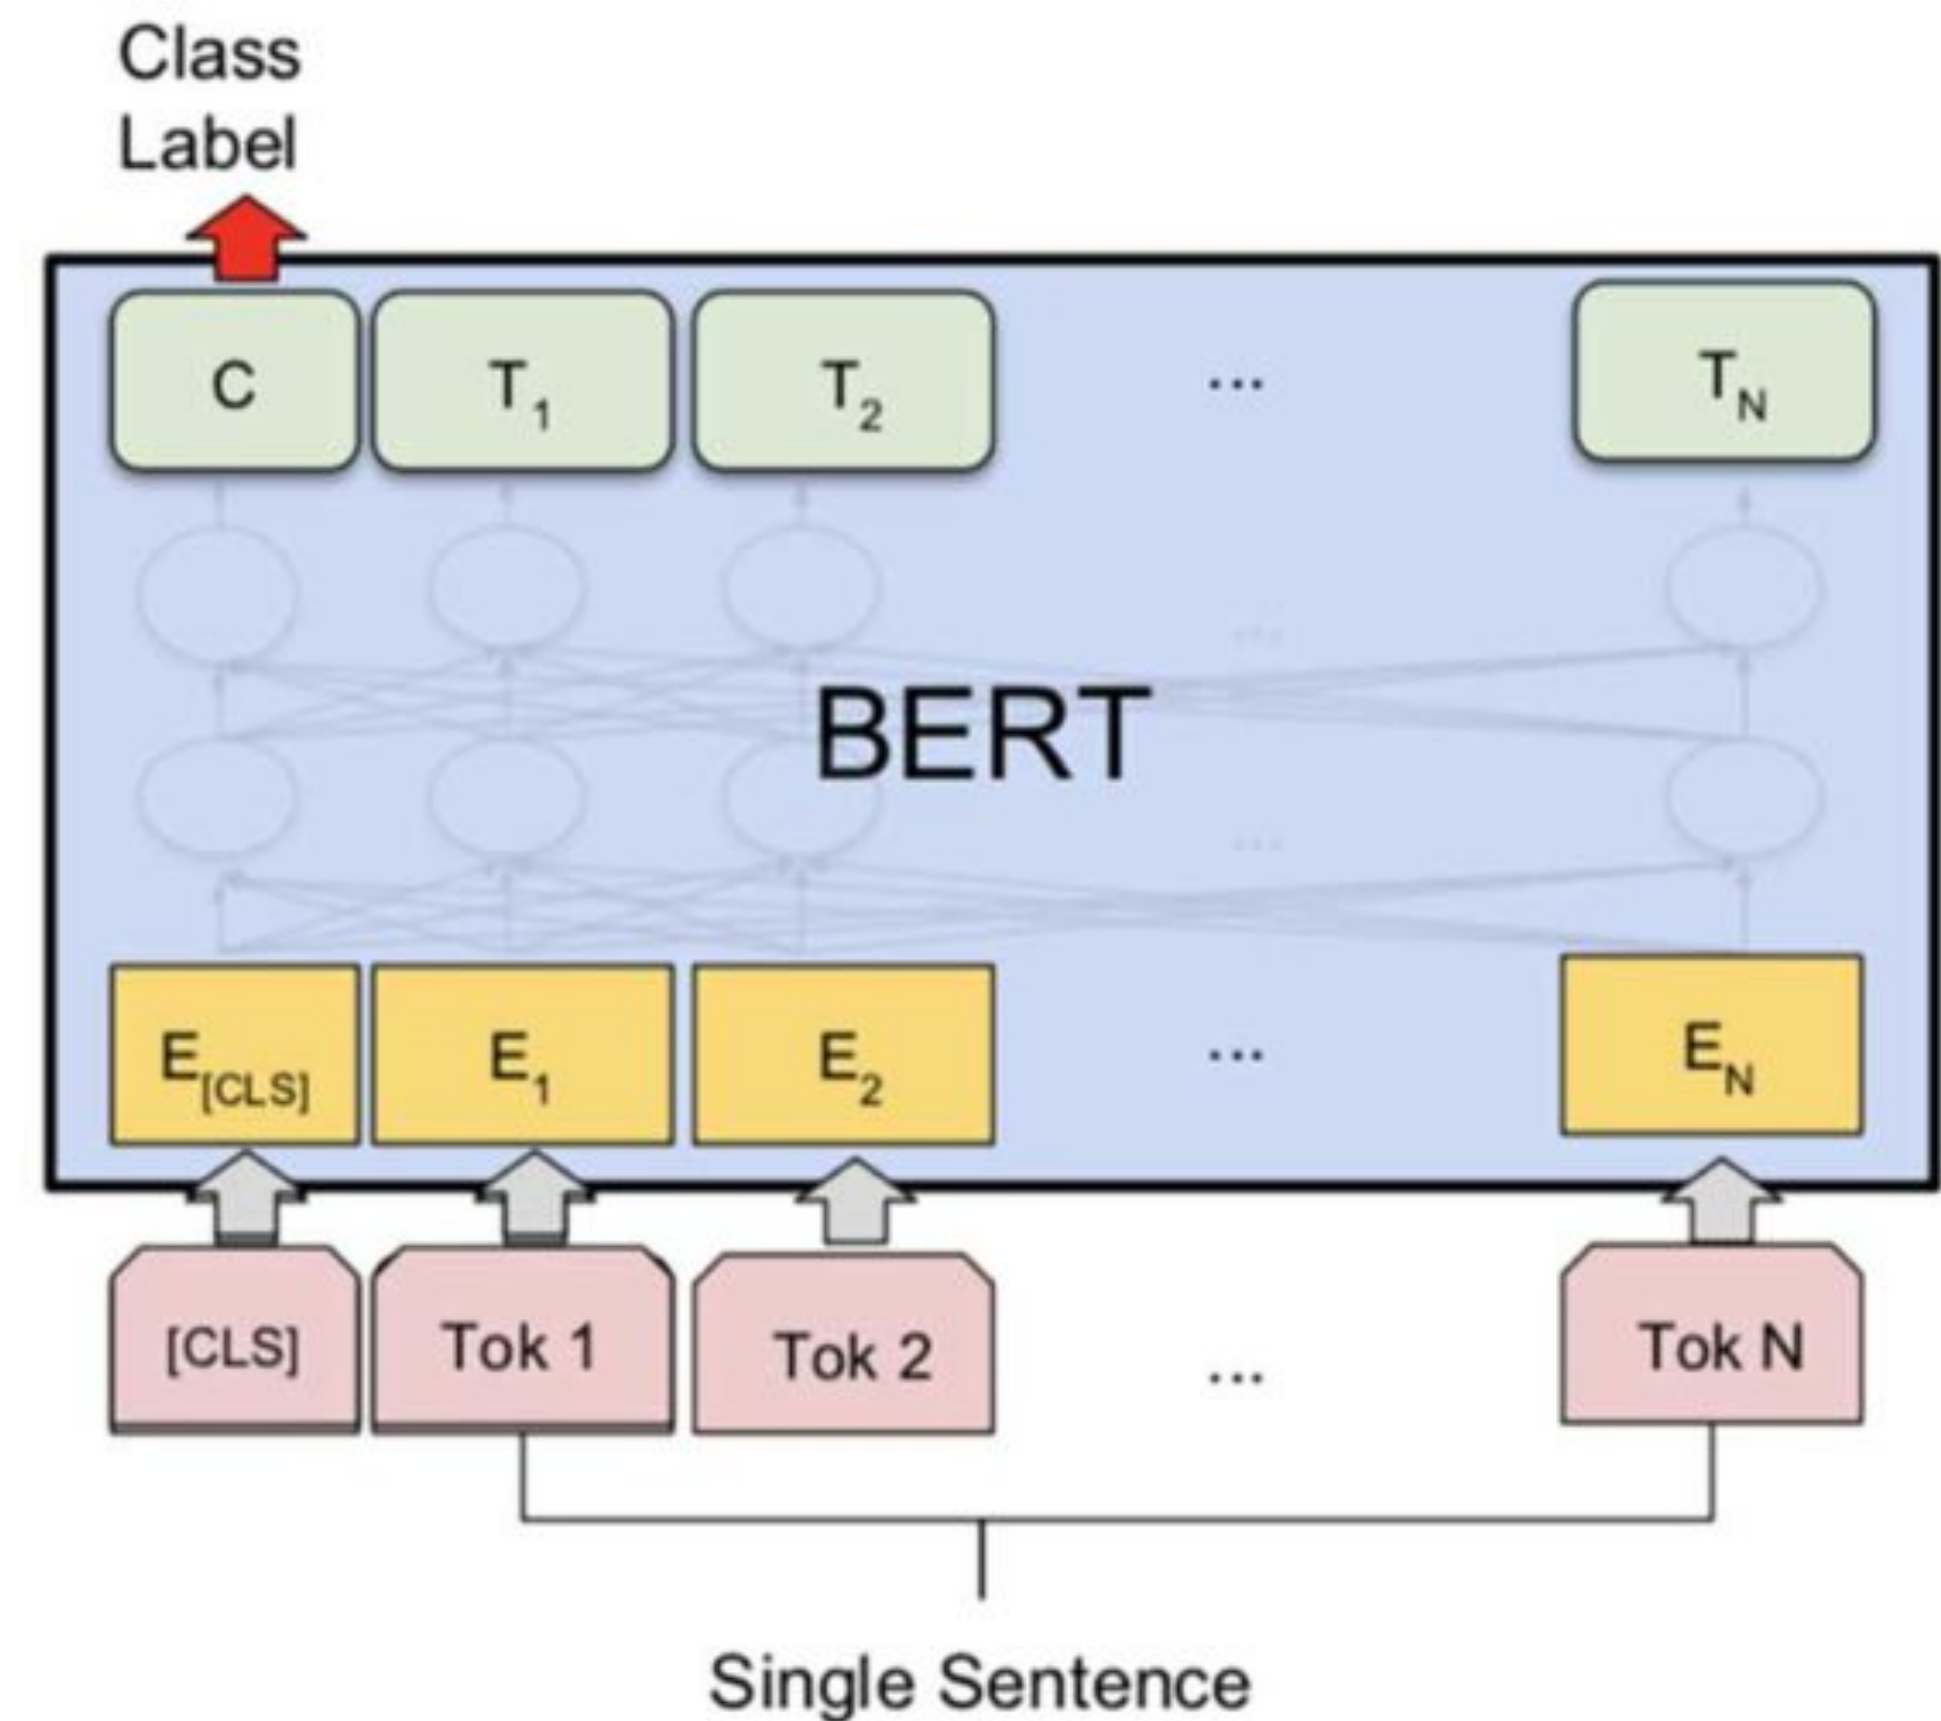 Class
Label
C T1 T2 ... TN
...
BERT
...
E[CLS] E1 E2 ... EN
[CLS] Tok 1 Tok 2 ... Tok N
Single Sentence